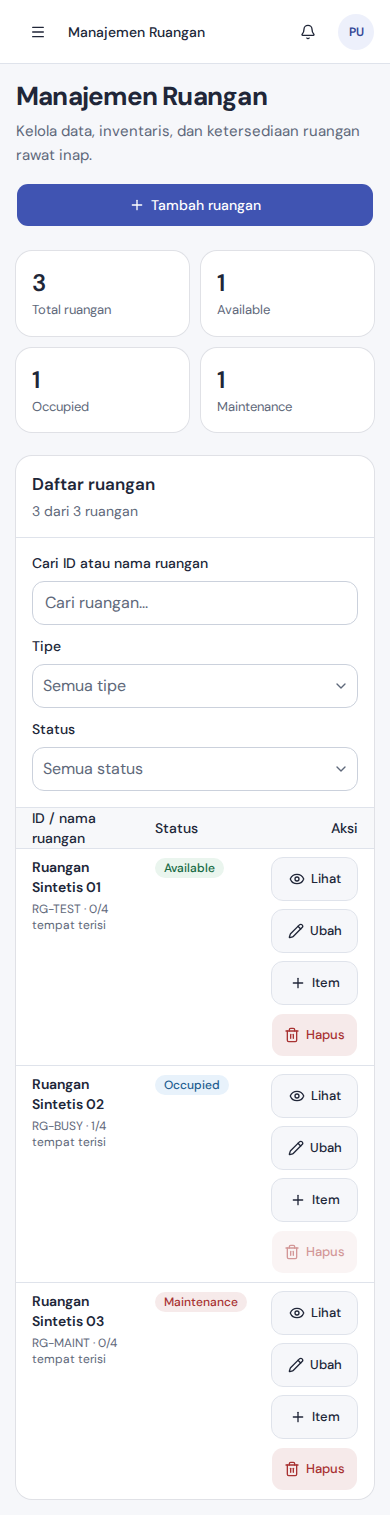 Manajemen Ruangan
PU
Manajemen Ruangan
Kelola data, inventaris, dan ketersediaan ruangan
rawat inap.
Tambah ruangan
3
Total ruangan
1
Available
1
Occupied
1
Maintenance
Daftar ruangan
3 dari 3 ruangan
Cari ID atau nama ruangan
Cari ruangan...
Tipe
Semua tipe
Status
Semua status
ID / nama
ruangan
Status
Aksi
Ruangan
Sintetis 01
RG-TEST · 0/4
tempat terisi
Available
Lihat
Ubah
Item
Hapus
Ruangan
Sintetis 02
RG-BUSY · 1/4
tempat terisi
Occupied
Lihat
Ubah
Item
Hapus
Ruangan
Sintetis 03
RG-MAINT · 0/4
tempat terisi
Maintenance
Lihat
Ubah
Item
Hapus